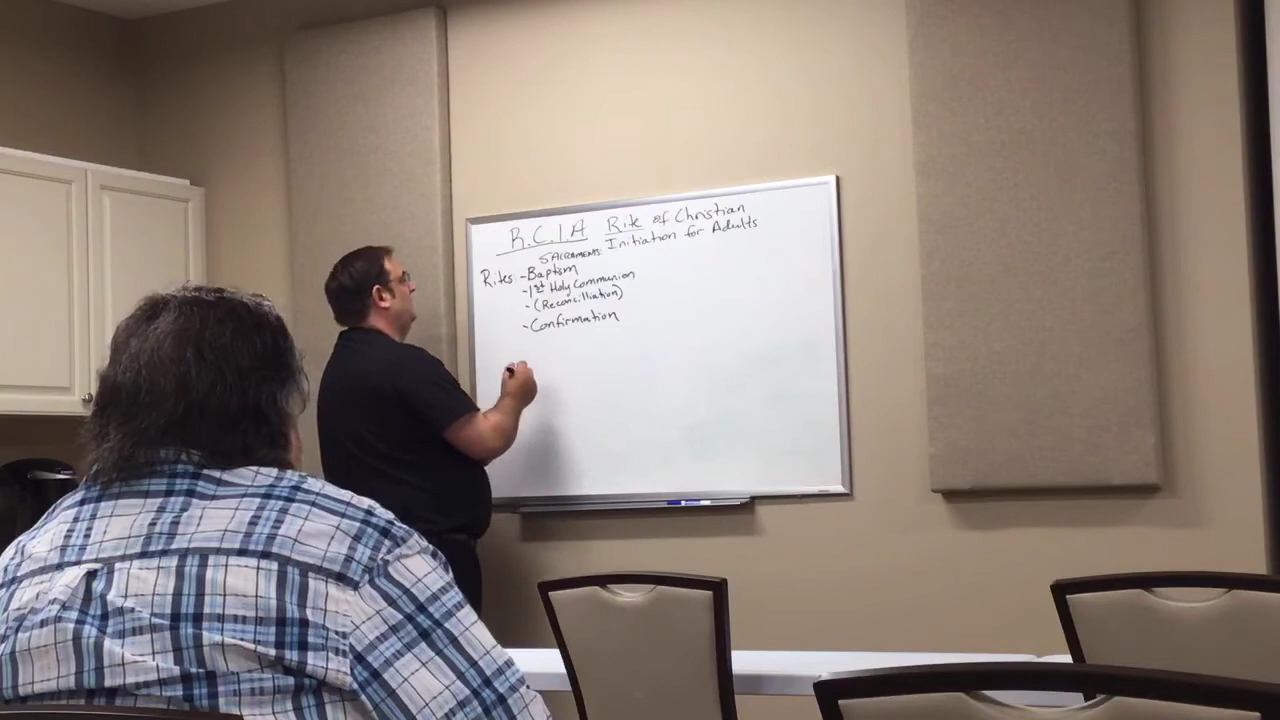 R.C.I.A Rite of Christian
Initiation for Adults
SACRAMENTS:
Rites -Baptism
-1st Holy Communion
-(Reconcilliation)
-Confirmation